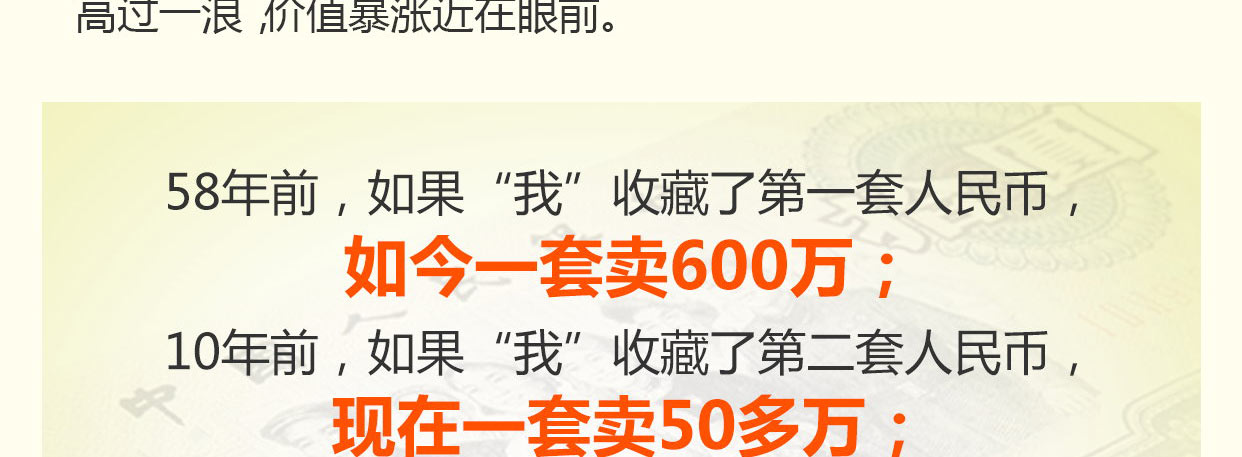 高过一浪，价值暴涨近在眼前。
58年前，如果“我”收藏了第一套人民币，
如今一套卖600万；
10年前，如果“我”收藏了第二套人民币，
现在一套卖50多万；